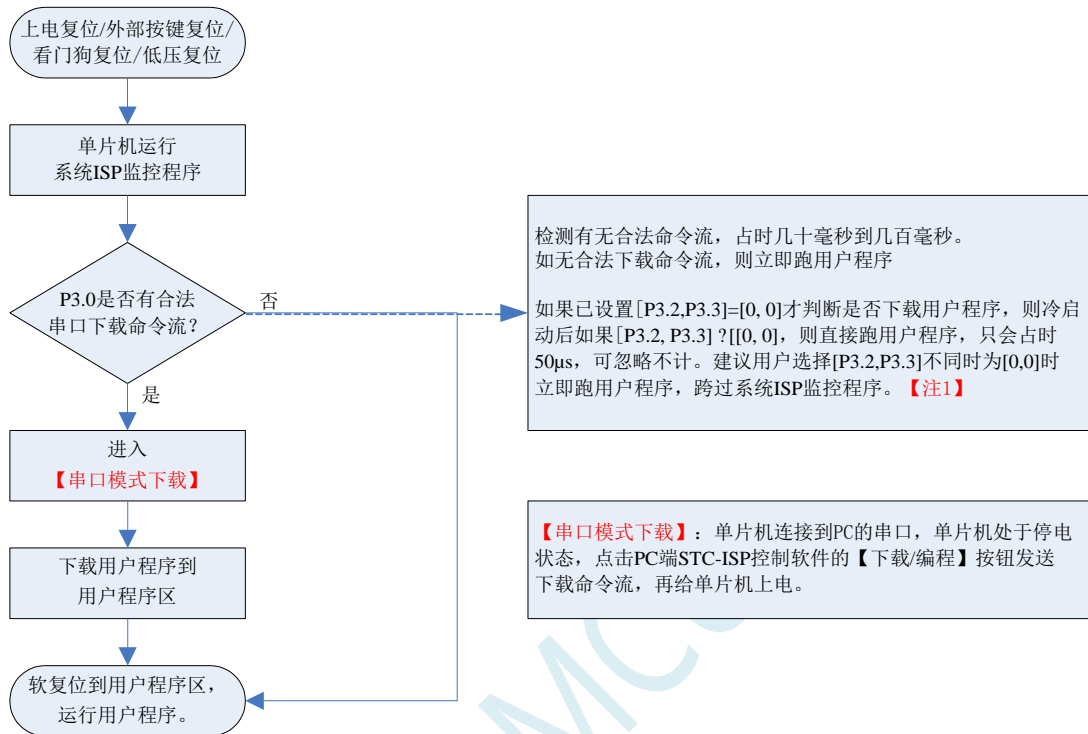 上电复位/外部按键复位/
看门狗复位/低压复位
单片机运行
系统ISP监控程序
P3.0是否有合法
串口下载命令流？
否
是
进入
【串口模式下载】
下载用户程序到
用户程序区
软复位到用户程序区，
运行用户程序。
检测有无合法命令流，占时几十毫秒到几百毫秒。
如无合法下载命令流，则立即跑用户程序
如果已设置[P3.2,P3.3]=[0, 0]才判断是否下载用户程序，则冷启
动后如果[P3.2, P3.3] ?[[0, 0]，则直接跑用户程序，只会占时
50μs，可忽略不计。建议用户选择[P3.2,P3.3]不同时为[0,0]时
立即跑用户程序，跨过系统ISP监控程序。【注1】
【串口模式下载】：单片机连接到PC的串口，单片机处于停电
状态，点击PC端STC-ISP控制软件的【下载/编程】按钮发送
下载命令流，再给单片机上电。
MC